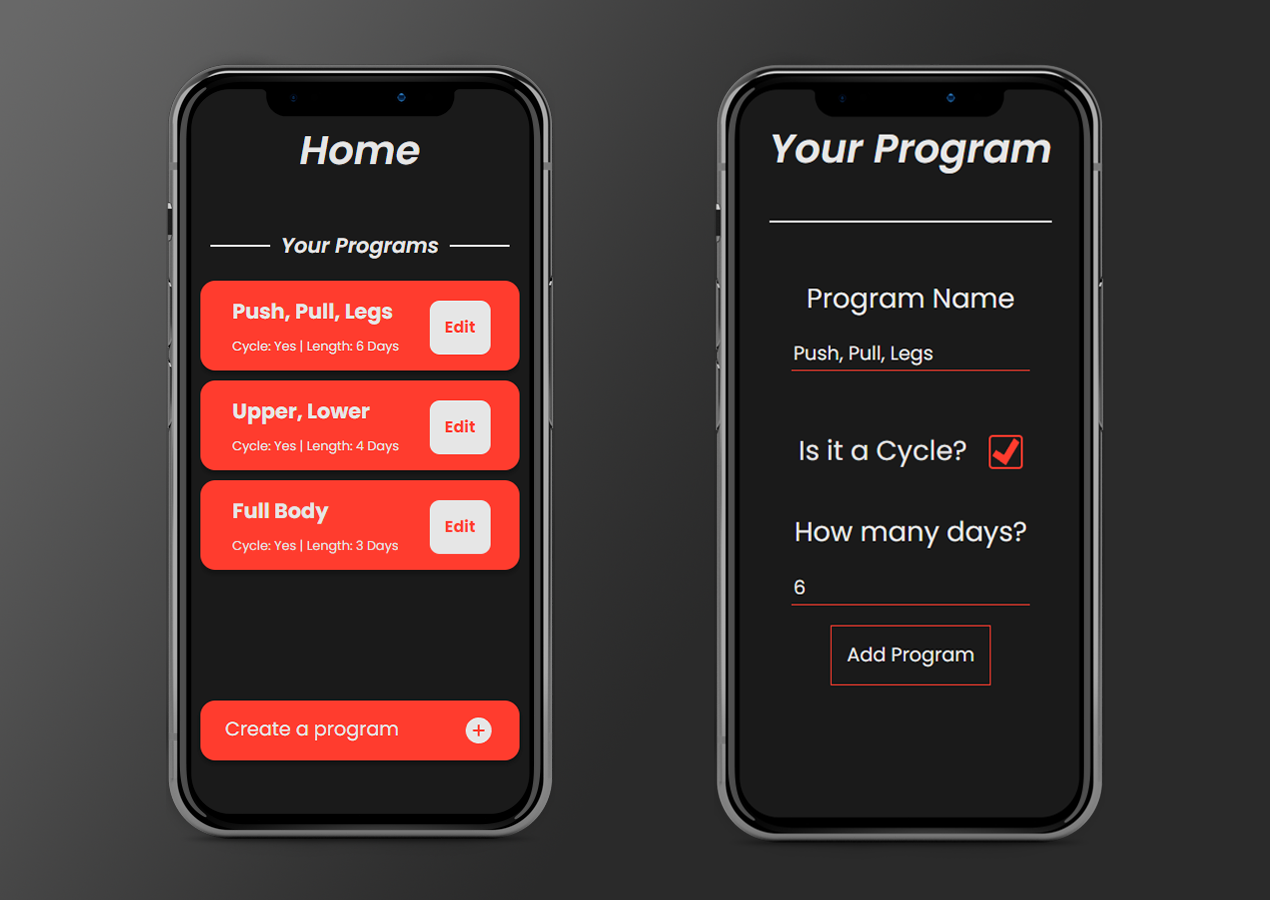 Home
Your Programs
Push, Pull, Legs
Cycle: Yes | Length: 6 Days
Edit
Upper, Lower
Cycle: Yes | Length: 4 Days
Edit
Full Body
Cycle: Yes | Length: 3 Days
Edit
Create a program
Your Program
Program Name
Push, Pull, Legs
Is it a Cycle?
How many days?
6
Add Program